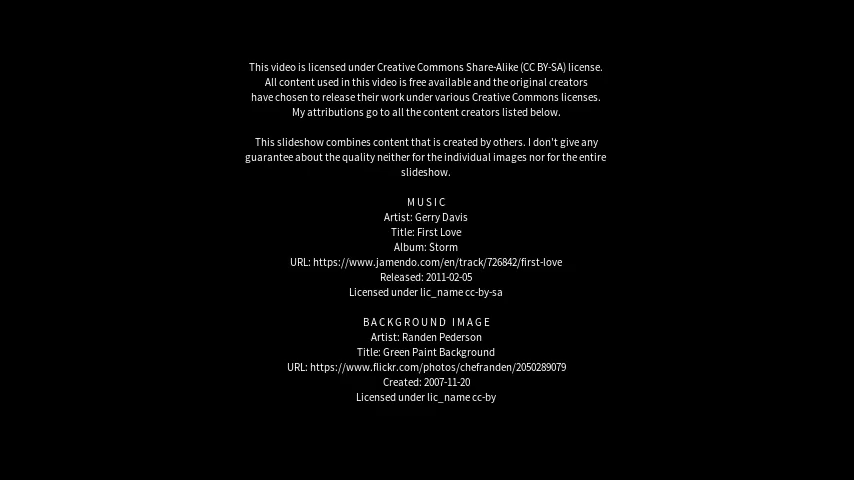 This video is licensed under Creative Commons Share-Alike (CC BY-SA) license.
All content used in this video is free available and the original creators
have chosen to release their work under various Creative Commons licenses.
My attributions go to all the content creators listed below.
This slideshow combines content that is created by others. I don't give any
guarantee about the quality neither for the individual images nor for the entire
slideshow.
MUSIC
Artist: Gerry Davis
Title: First Love
Album: Storm
URL: https://www.jamendo.com/en/track/726842/first-love
Released: 2011-02-05
Licensed under lic_name cc-by-sa
BACKGROUND IMAGE
Artist: Randen Pederson
Title: Green Paint Background
URL: https://www.flickr.com/photos/chefranden/2050289079
Created: 2007-11-20
Licensed under lic_name cc-by